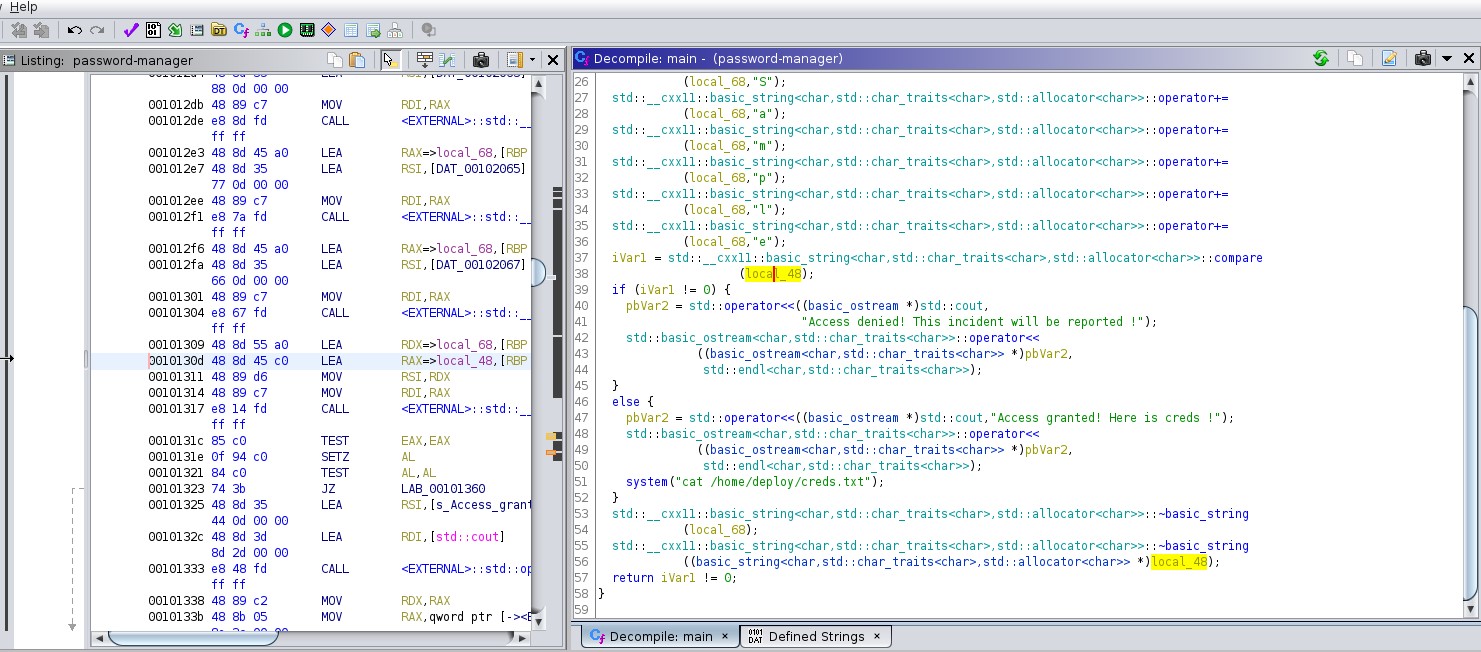 Help
Listing: password-manager
88 0d 00 00
001012db 48 89 c7 MOV RDI,RAX
001012de e8 8d fd CALL <EXTERNAL>::std::__
ff ff
001012e3 48 8d 45 a0 LEA RAX=>local_68,[RBP
001012e7 48 8d 35 LEA RSI,[DAT_00102065]
77 0d 00 00
001012ee 48 89 c7 MOV RDI,RAX
001012f1 e8 7a fd CALL <EXTERNAL>::std::__
ff ff
001012f6 48 8d 45 a0 LEA RAX=>local_68,[RBP
001012fa 48 8d 35 LEA RSI,[DAT_00102067]
66 0d 00 00
00101301 48 89 c7 MOV RDI,RAX
00101304 e8 67 fd CALL <EXTERNAL>::std::__
ff ff
00101309 48 8d 55 a0 LEA RDX=>local_68,[RBP
0010130d 48 8d 45 c0 LEA RAX=>local_48,[RBP
00101311 48 89 d6 MOV RSI,RDX
00101314 48 89 c7 MOV RDI,RAX
00101317 e8 14 fd CALL <EXTERNAL>::std::__
ff ff
0010131c 85 c0 TEST EAX,EAX
0010131e 0f 94 c0 SETZ AL
00101321 84 c0 TEST AL,AL
00101323 74 3b JZ LAB_00101360
00101325 48 8d 35 LEA RSI,[s_Access_grant
44 0d 00 00
0010132c 48 8d 3d LEA RDI,[std::cout]
8d 2d 00 00
00101333 e8 48 fd CALL <EXTERNAL>::std::op
ff ff
00101338 48 89 c2 MOV RDX,RAX
0010133b 48 8b 05 MOV RAX,qword ptr [-><E
Decompile: main - (password-manager)
26 (local_68,"S");
27 std::__cxx11::basic_string<char,std::char_traits<char>,std::allocator<char>>::operator+=
28 (local_68,"a");
29 std::__cxx11::basic_string<char,std::char_traits<char>,std::allocator<char>>::operator+=
30 (local_68,"m");
31 std::__cxx11::basic_string<char,std::char_traits<char>,std::allocator<char>>::operator+=
32 (local_68,"p");
33 std::__cxx11::basic_string<char,std::char_traits<char>,std::allocator<char>>::operator+=
34 (local_68,"l");
35 std::__cxx11::basic_string<char,std::char_traits<char>,std::allocator<char>>::operator+=
36 (local_68,"e");
37 iVar1 = std::__cxx11::basic_string<char,std::char_traits<char>,std::allocator<char>>::compare
38 (local_48);
39 if (iVar1 != 0) {
40 pbVar2 = std::operator<<((basic_ostream *)std::cout,
41 "Access denied! This incident will be reported !");
42 std::basic_ostream<char,std::char_traits<char>>::operator<<
43 ((basic_ostream<char,std::char_traits<char>> *)pbVar2,
44 std::endl<char,std::char_traits<char>>);
45 }
46 else {
47 pbVar2 = std::operator<<((basic_ostream *)std::cout,"Access granted! Here is creds !");
48 std::basic_ostream<char,std::char_traits<char>>::operator<<
49 ((basic_ostream<char,std::char_traits<char>> *)pbVar2,
50 std::endl<char,std::char_traits<char>>);
51 system("cat /home/deploy/creds.txt");
52 }
53 std::__cxx11::basic_string<char,std::char_traits<char>,std::allocator<char>>::~basic_string
54 (local_68);
55 std::__cxx11::basic_string<char,std::char_traits<char>,std::allocator<char>>::~basic_string
56 ((basic_string<char,std::char_traits<char>,std::allocator<char>> *)local_48);
57 return iVar1 != 0;
58 }
59
Decompile: main × Defined Strings ×